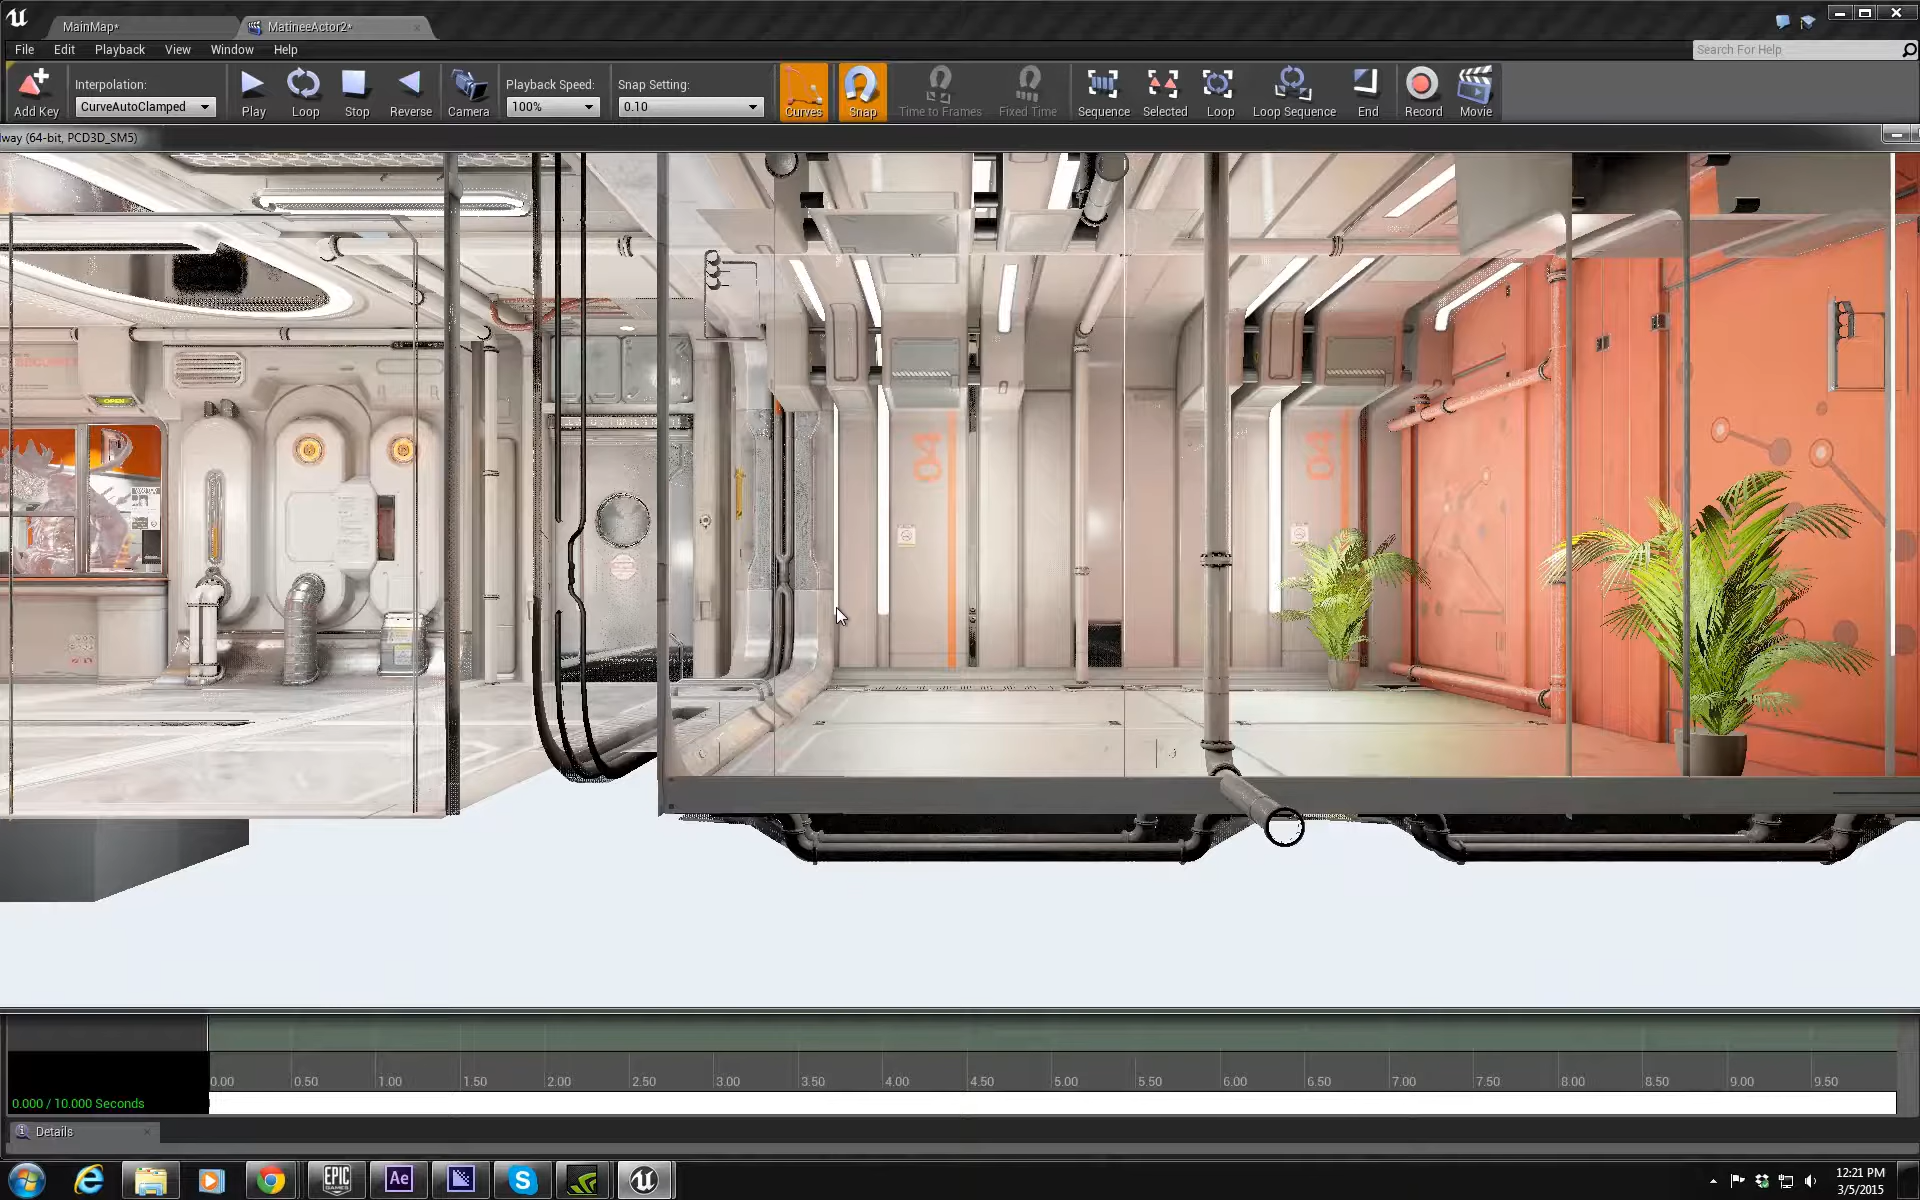 MainMap*
MatineeActor2*
File Edit Playback View Window Help
Search For Help
Interpolation:
CurveAutoClamped
Playback Speed:
100%
Snap Setting:
0.10
Add Key Play Loop Stop Reverse Camera Curves Snap Time to Frames Fixed Time Sequence Selected Loop Loop Sequence End Record Movie
lway (64-bit, PCD3D_SM5)
SECURITY
OPEN
04
04
04
0.00 0.50 1.00 1.50 2.00 2.50 3.00 3.50 4.00 4.50 5.00 5.50 6.00 6.50 7.00 7.50 8.00 8.50 9.00 9.50
0.000 / 10.000 Seconds
Details
EPIC
GAMES
Ae
12:21 PM
3/5/2015